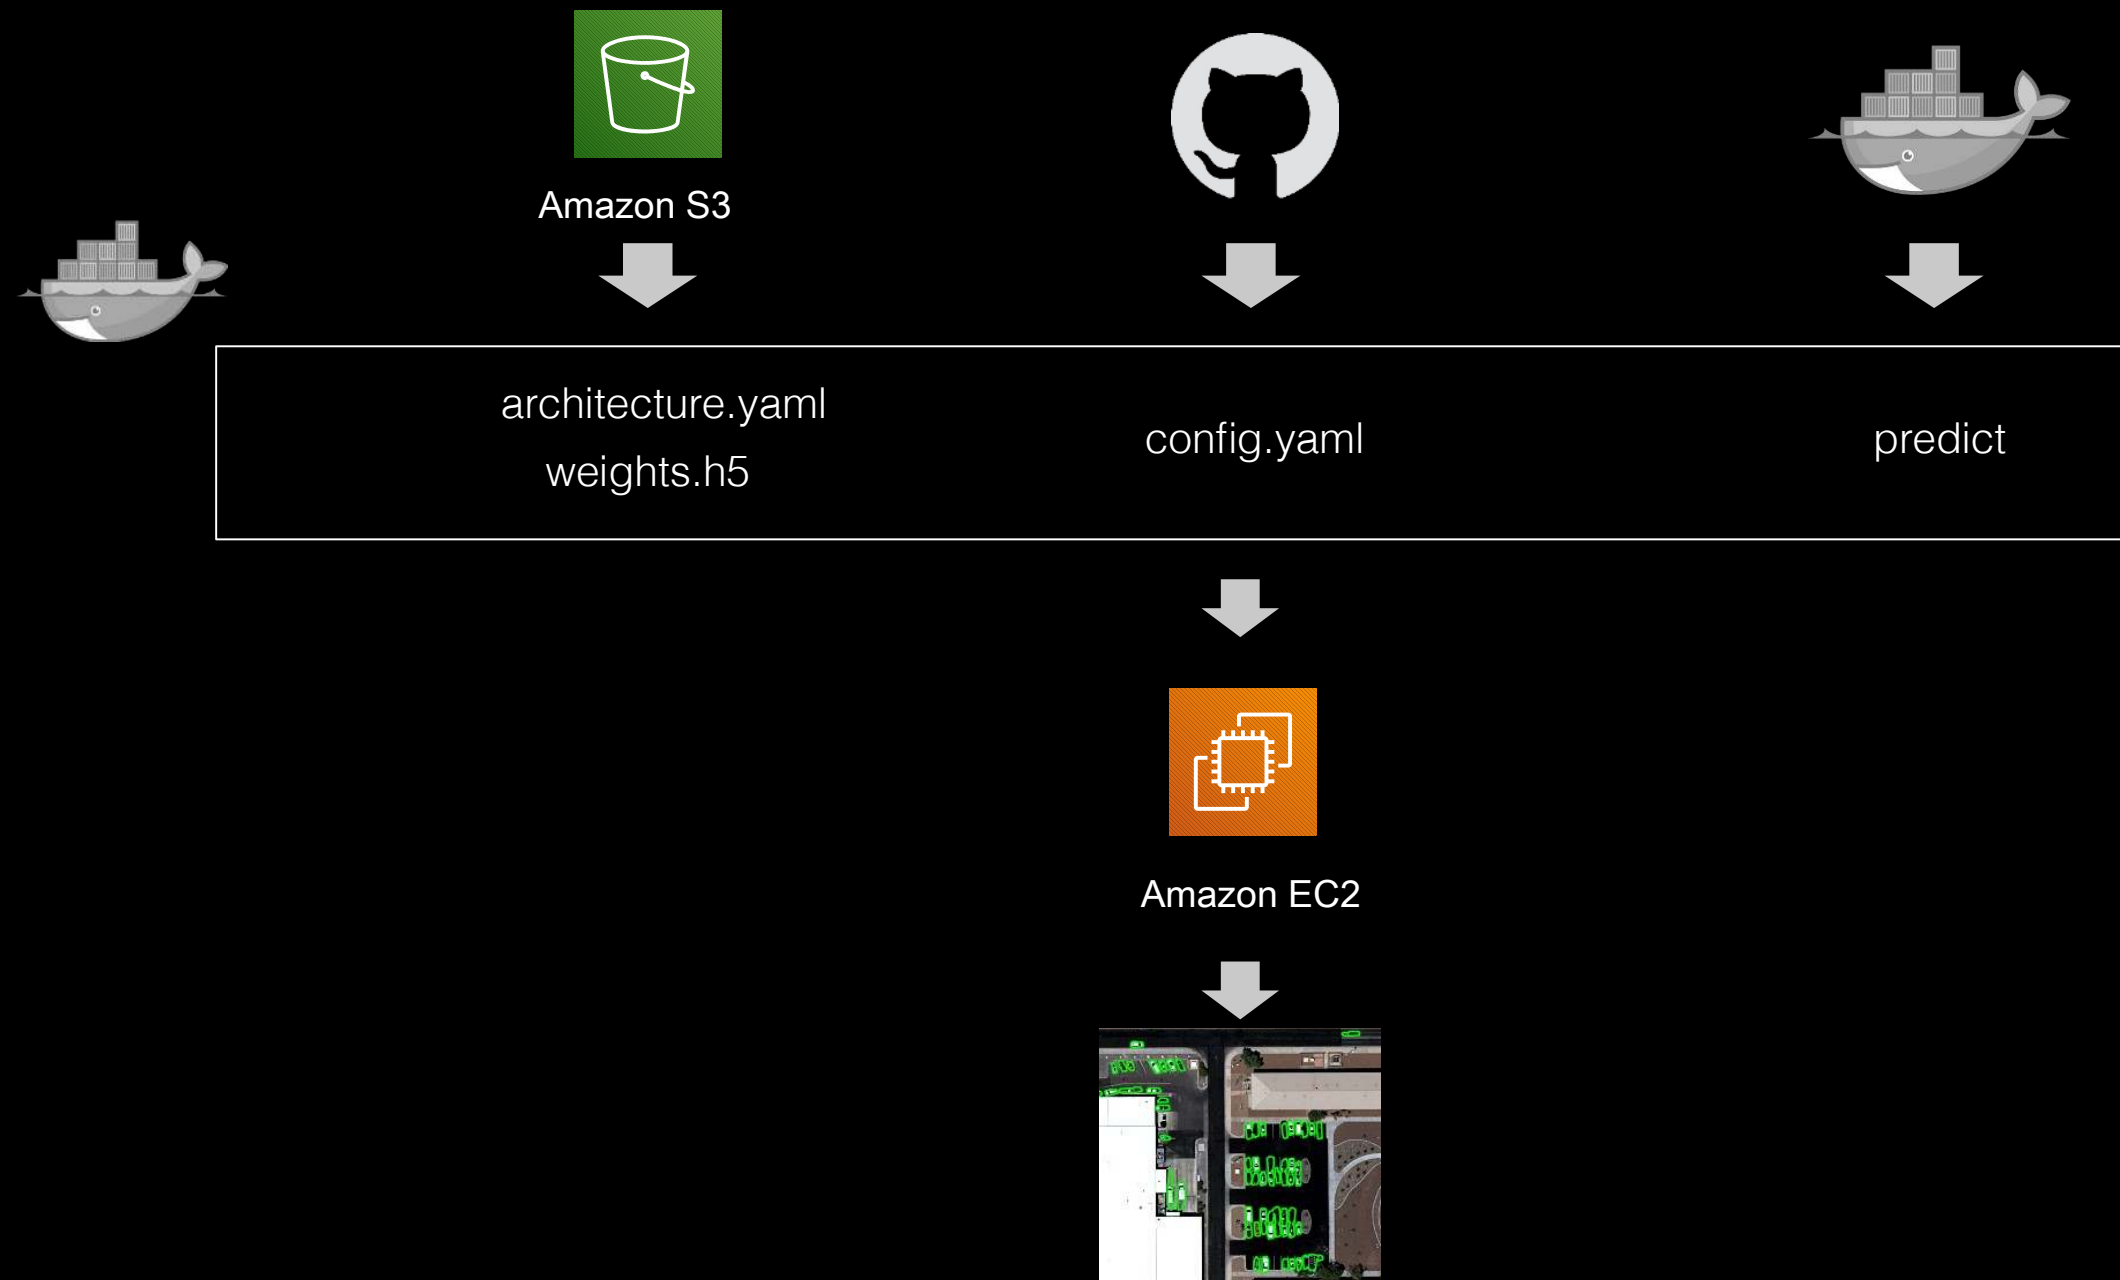 Amazon S3
architecture.yaml
weights.h5
config.yaml
predict
Amazon EC2